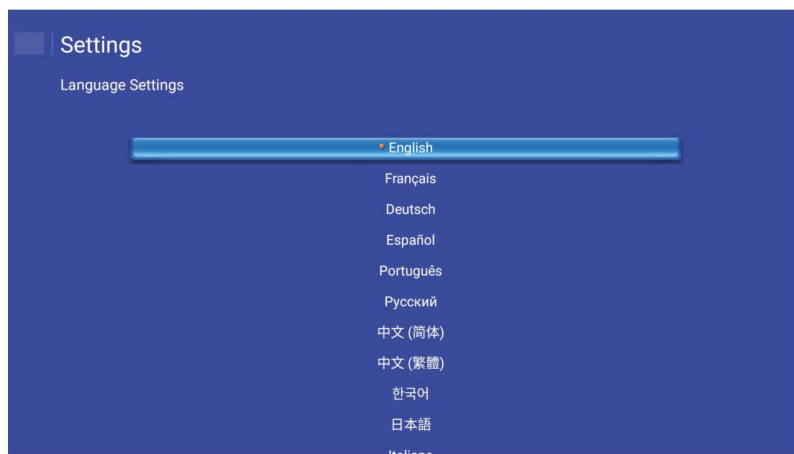 Settings
Language Settings
English
Français
Deutsch
Español
Português
Русский
中文 (简体)
中文 (繁體)
한국어
日本語